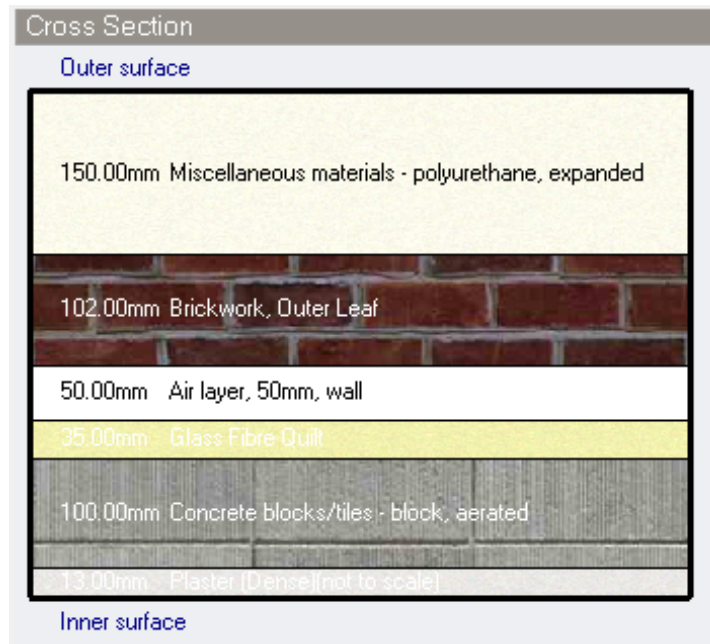 Cross Section
Outer surface
150.00mm Miscellaneous materials - polyurethane, expanded
102.00mm Brickwork, Outer Leaf
50.00mm Air layer, 50mm, wall
35.00mm Glass Fibre Quilt
100.00mm Concrete blocks/tiles - block, aerated
13.00mm Plaster (Dense)(not to scale)
Inner surface